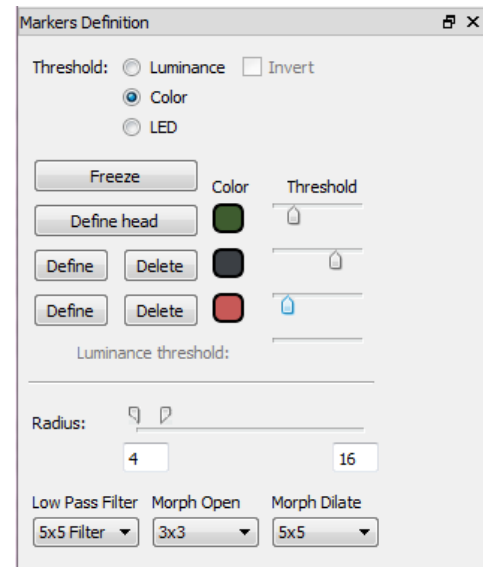 Markers Definition
Threshold: Luminance Invert
Color
LED
Freeze Color Threshold
Define head
Define Delete
Define Delete
Luminance threshold:
Radius:
4 16
Low Pass Filter Morph Open Morph Dilate
5x5 Filter 3x3 5x5